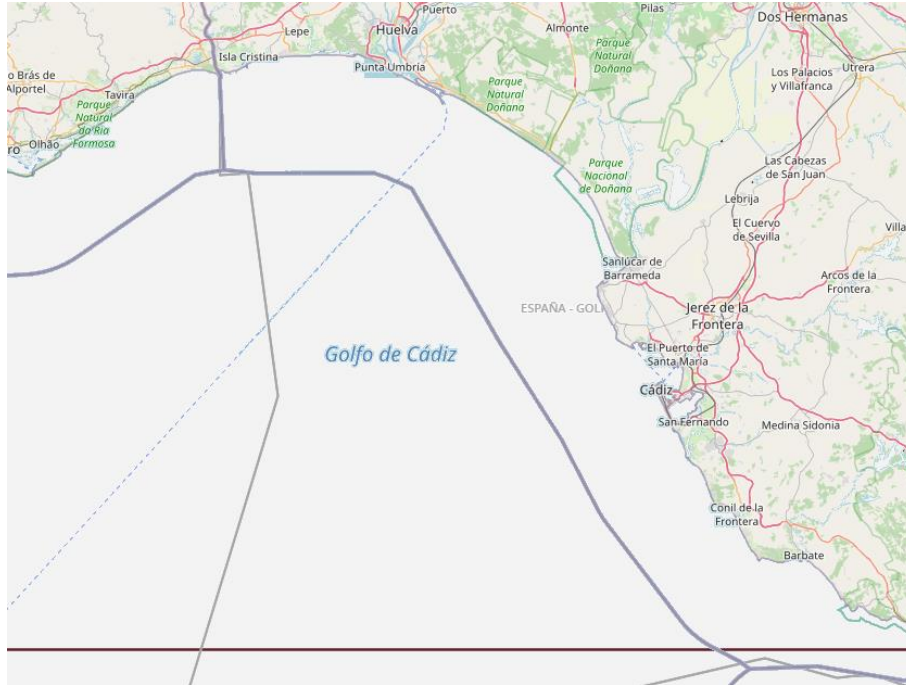 Puerto
Pilas
Dos Hermanas
Lepe
Huelva
Almonte
Isla Cristina
Punta Umbría
Parque
Natural
Doñana
Los Palacios
y Villafranca
Utrera
o Brás de
Alportel
Tavira
Parque
Natural
Doñana
Parque
Natural
da Ria
Formosa
Olhão
ro
Parque
Nacional
de Doñana
Las Cabezas
de San Juan
Lebrija
El Cuervo
de Sevilla
Villa
Sanlúcar de
Barrameda
Arcos de la
Frontera
ESPAÑA - GOL
Jerez de la
Frontera
Golfo de Cádiz
El Puerto de
Santa María
Cádiz
San Fernando
Medina Sidonia
Conil de la
Frontera
Barbate